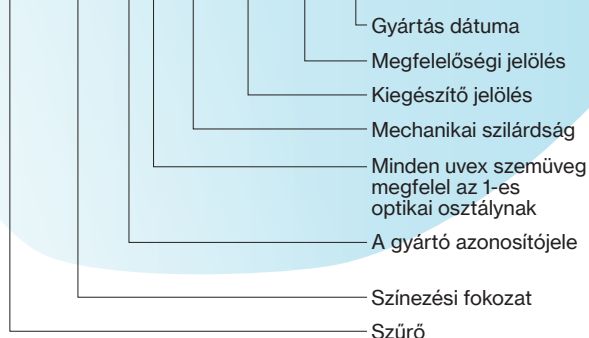 Gyártás dátuma
Megfelelőségi jelölés
Kiegészítő jelölés
Mechanikai szilárdság
Minden uvex szemüveg
megfelel az 1-es
optikai osztálynak
A gyártó azonosítójele
Színezési fokozat
Szűrő